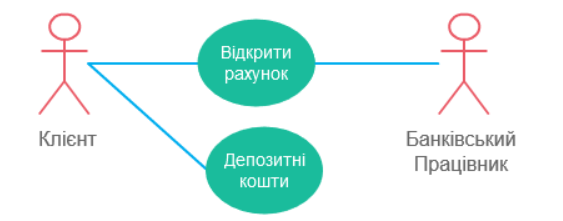 Відкрити
рахунок
Клієнт
Банківський
Працівник
Депозитні
кошти